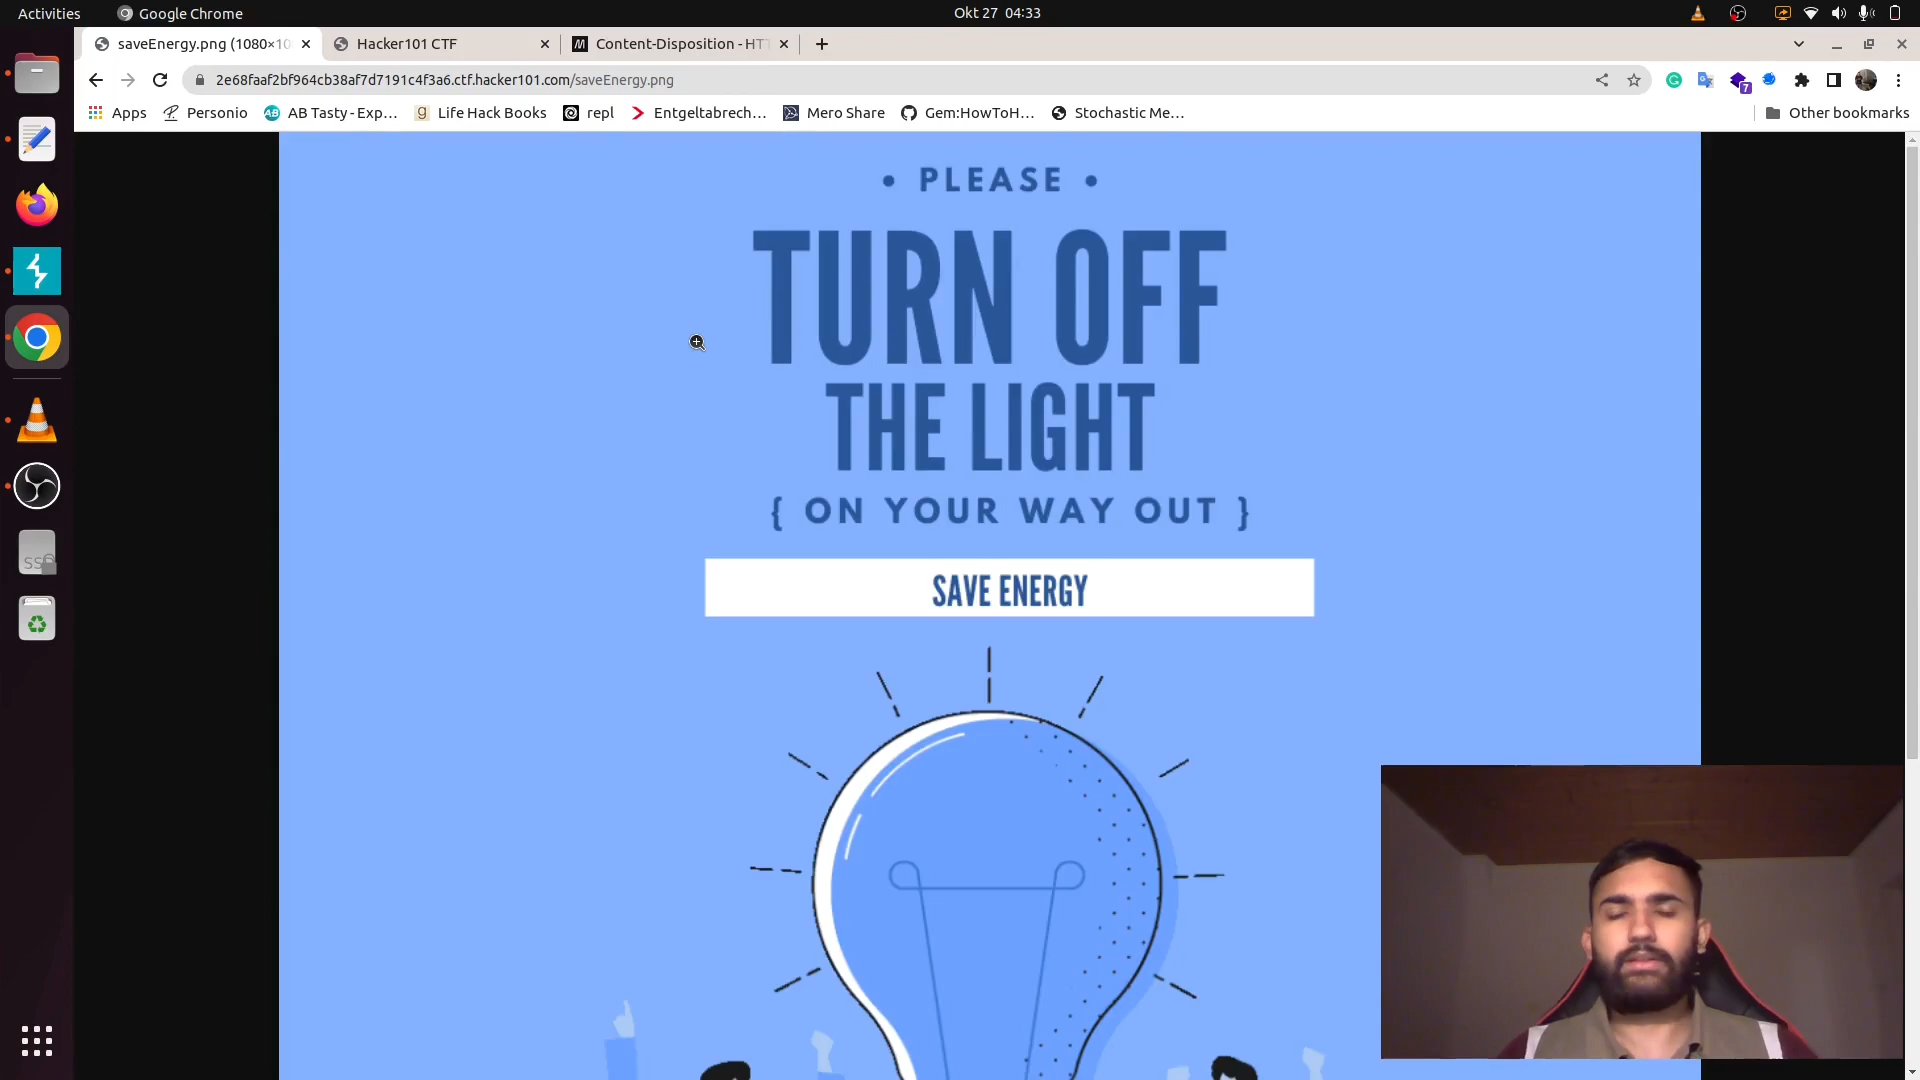 Activities
Google Chrome
Okt 27 04:33
saveEnergy.png (1080×10
Hacker101 CTF
Content-Disposition - HT
2e68faaf2bf964cb38af7d7191c4f3a6.ctf.hacker101.com/saveEnergy.png
7
Apps
Personio
AB Tasty - Exp...
Life Hack Books
repl
Entgeltabrech...
Mero Share
Gem:HowToH...
Stochastic Me...
Other bookmarks
• PLEASE •
TURN OFF
THE LIGHT
{ ON YOUR WAY OUT }
SAVE ENERGY